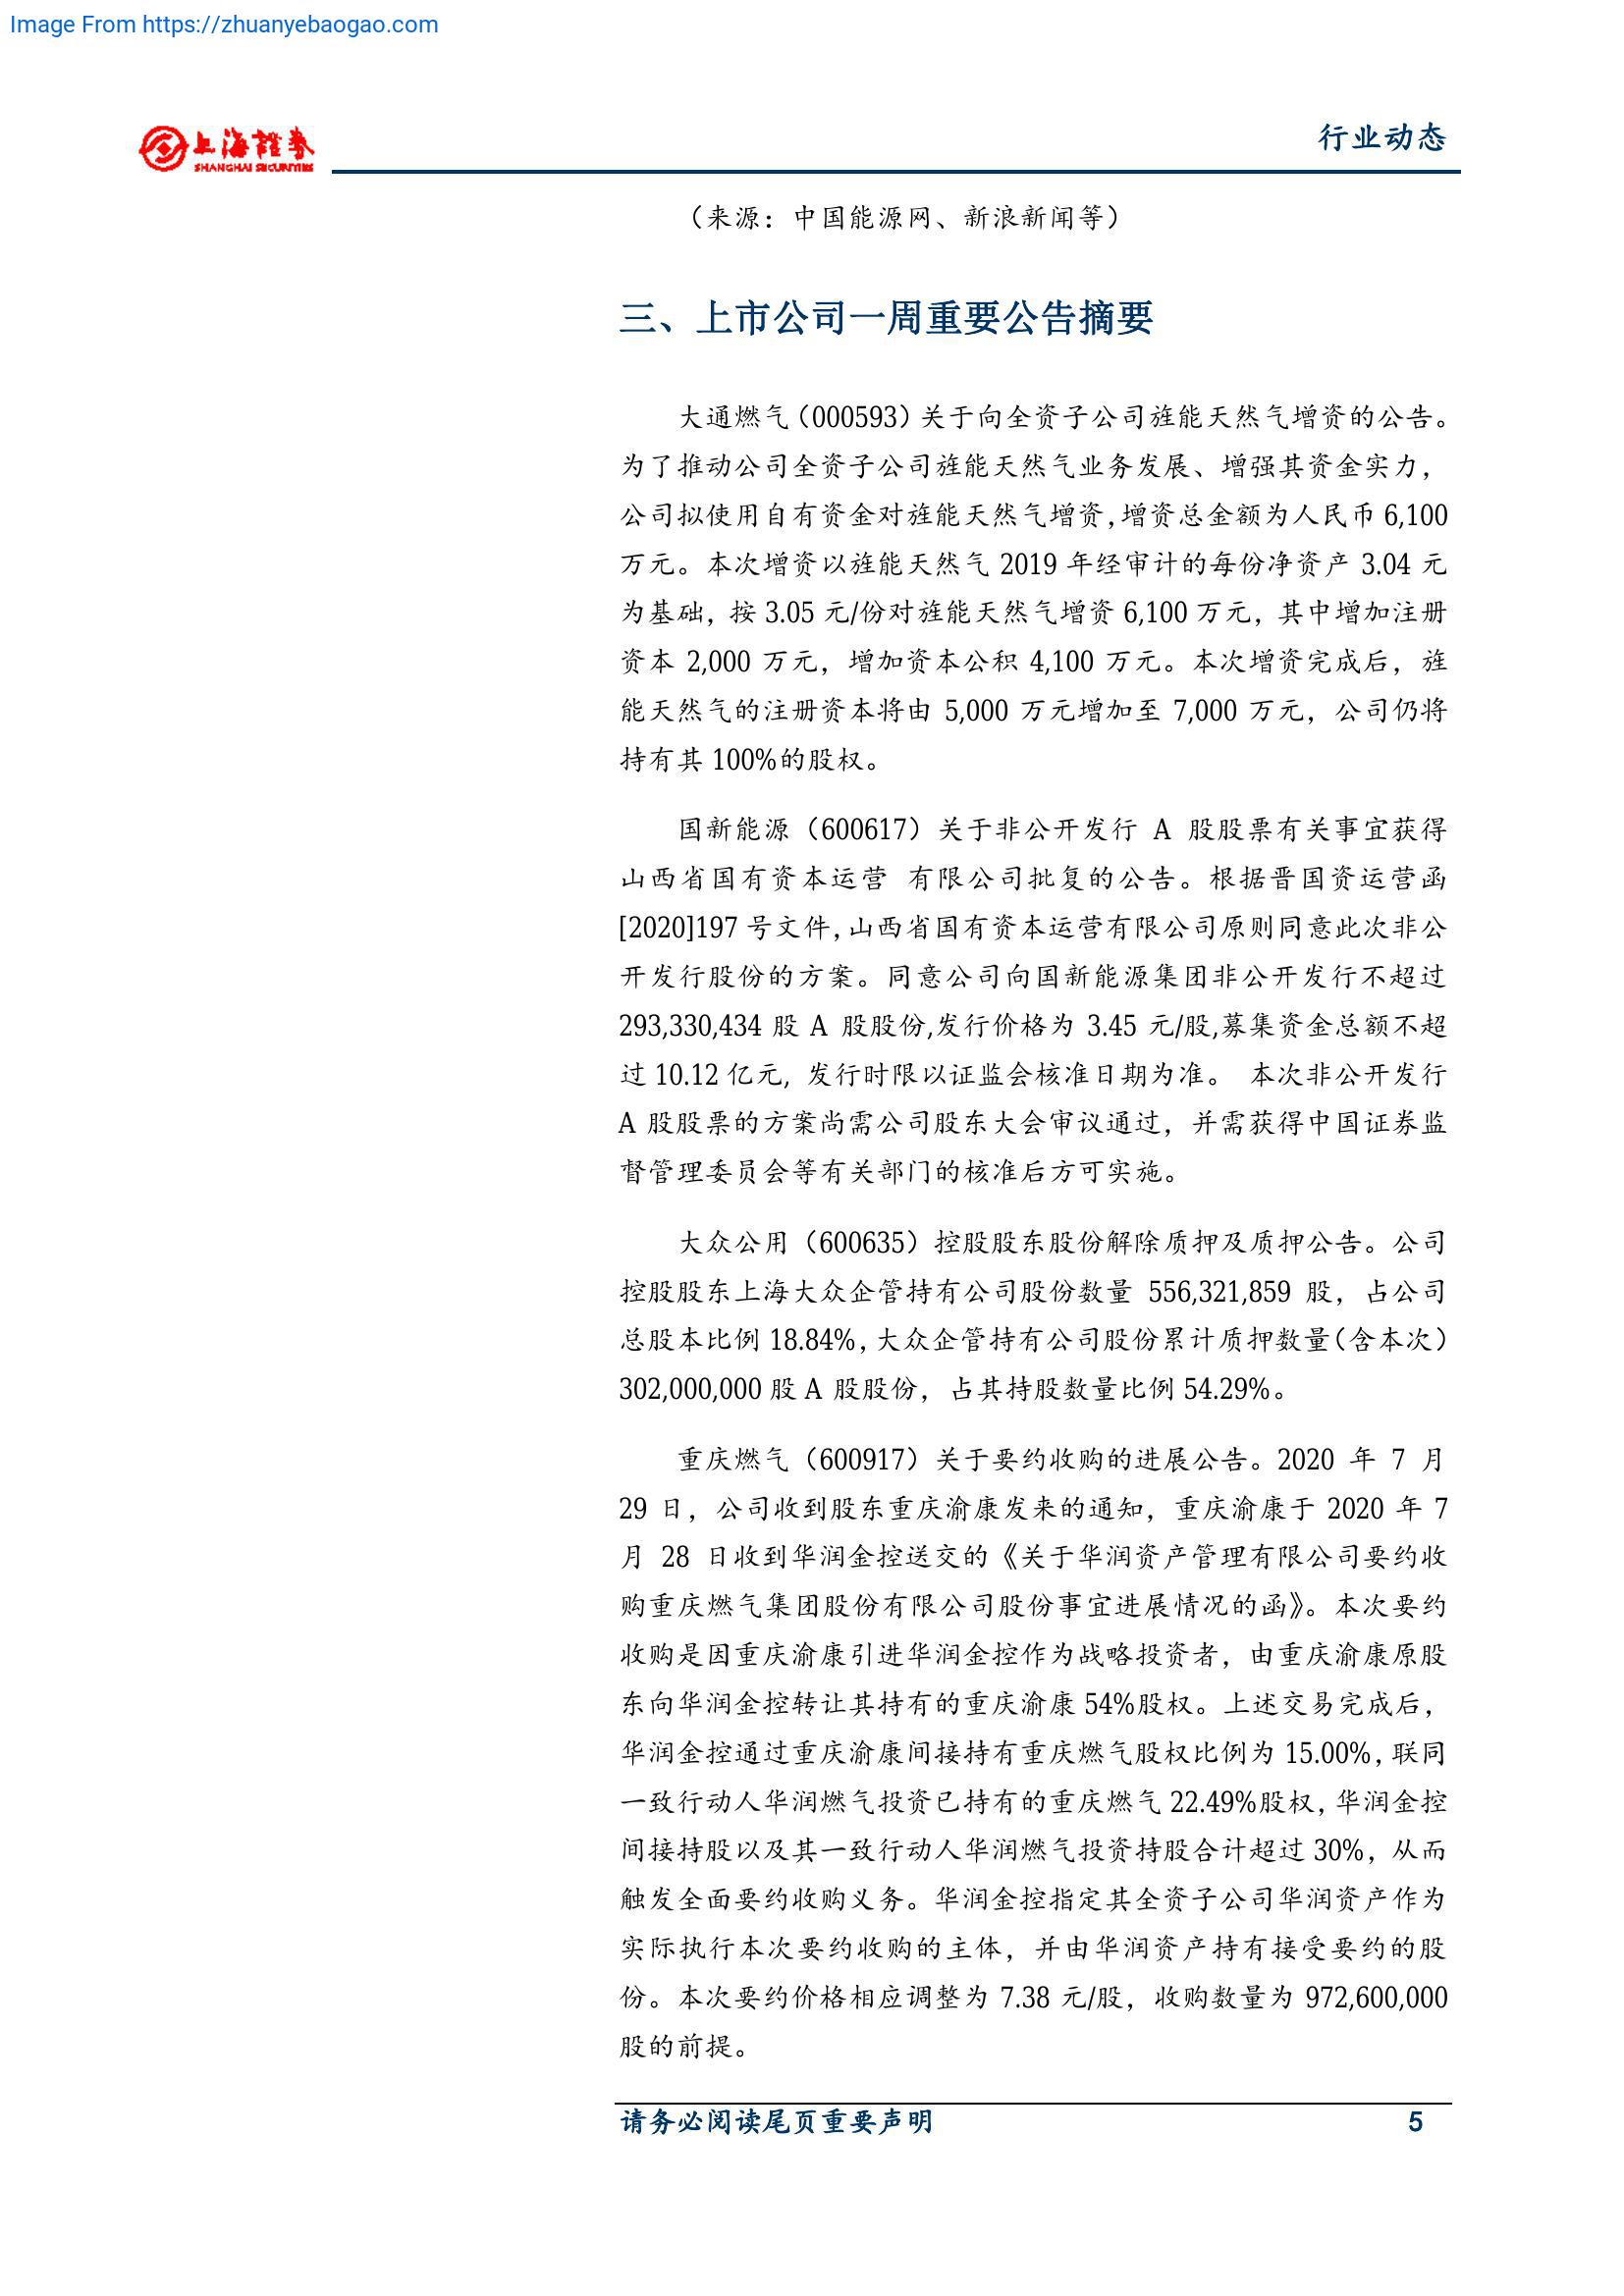 Image From https://zhuanyebaogao.com
上海證券
SHANGHAI SECURITIES
行业动态
（来源：中国能源网、新浪新闻等）
三、上市公司一周重要公告摘要
大通燃气（000593）关于向全资子公司旌能天然气增资的公告。
为了推动公司全资子公司旌能天然气业务发展、增强其资金实力，
公司拟使用自有资金对旌能天然气增资,增资总金额为人民币 6,100
万元。本次增资以旌能天然气 2019 年经审计的每份净资产 3.04 元
为基础，按 3.05 元/份对旌能天然气增资 6,100 万元，其中增加注册
资本 2,000 万元，增加资本公积 4,100 万元。本次增资完成后，旌
能天然气的注册资本将由 5,000 万元增加至 7,000 万元，公司仍将
持有其 100%的股权。
国新能源（600617）关于非公开发行 A 股股票有关事宜获得
山西省国有资本运营 有限公司批复的公告。根据晋国资运营函
[2020]197 号文件,山西省国有资本运营有限公司原则同意此次非公
开发行股份的方案。同意公司向国新能源集团非公开发行不超过
293,330,434 股 A 股股份,发行价格为 3.45 元/股,募集资金总额不超
过 10.12 亿元, 发行时限以证监会核准日期为准。 本次非公开发行
A 股股票的方案尚需公司股东大会审议通过，并需获得中国证券监
督管理委员会等有关部门的核准后方可实施。
大众公用（600635）控股股东股份解除质押及质押公告。公司
控股股东上海大众企管持有公司股份数量 556,321,859 股，占公司
总股本比例 18.84%,大众企管持有公司股份累计质押数量（含本次）
302,000,000 股 A 股股份，占其持股数量比例 54.29%。
重庆燃气（600917）关于要约收购的进展公告。2020 年 7 月
29 日，公司收到股东重庆渝康发来的通知，重庆渝康于 2020 年 7
月 28 日收到华润金控送交的《关于华润资产管理有限公司要约收
购重庆燃气集团股份有限公司股份事宜进展情况的函》。本次要约
收购是因重庆渝康引进华润金控作为战略投资者，由重庆渝康原股
东向华润金控转让其持有的重庆渝康 54%股权。上述交易完成后，
华润金控通过重庆渝康间接持有重庆燃气股权比例为 15.00%,联同
一致行动人华润燃气投资已持有的重庆燃气 22.49%股权,华润金控
间接持股以及其一致行动人华润燃气投资持股合计超过 30%，从而
触发全面要约收购义务。华润金控指定其全资子公司华润资产作为
实际执行本次要约收购的主体，并由华润资产持有接受要约的股
份。本次要约价格相应调整为 7.38 元/股，收购数量为 972,600,000
股的前提。
请务必阅读尾页重要声明 5